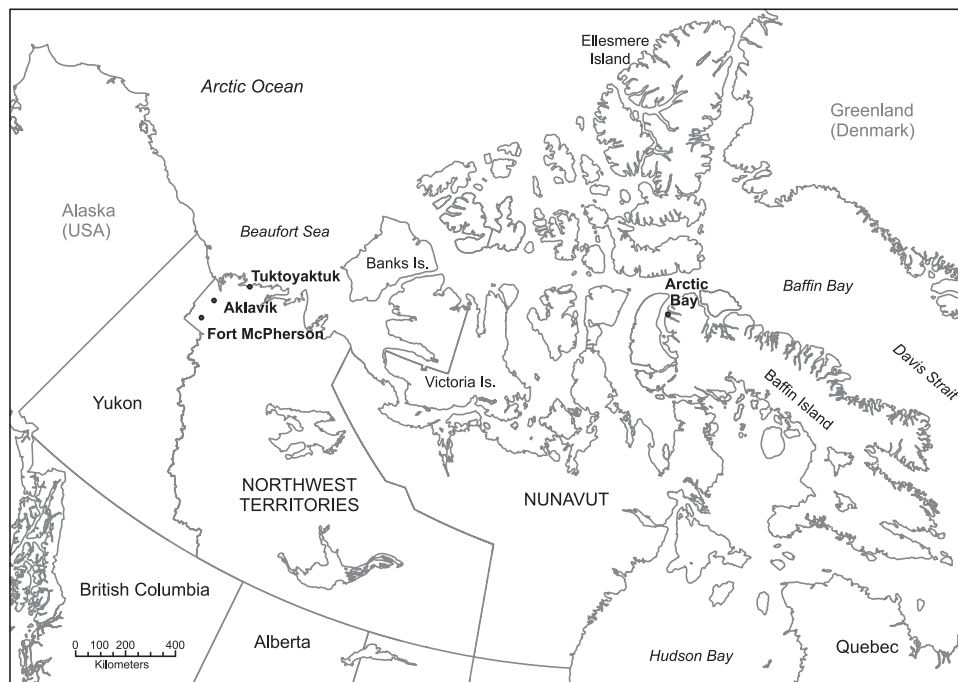 Ellesmere
Island
Arctic Ocean
Greenland
(Denmark)
Alaska
(USA)
Beaufort Sea
Banks Is.
Tuktoyaktuk
Arctic
Bay
Baffin Bay
Aklavik
Fort McPherson
Davis Strait
Victoria Is.
Baffin Island
Yukon
NORTHWEST
TERRITORIES
NUNAVUT
British Columbia
Alberta
Hudson Bay
Quebec
0 100 200 400
Kilometers